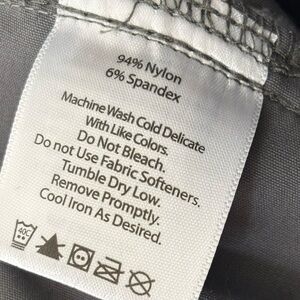 94% Nylon
6% Spandex
Machine Wash Cold Delicate
With Like Colors.
Do Not Bleach.
Do not Use Fabric Softeners.
Tumble Dry Low.
Remove Promptly.
Cool Iron As Desired.
40C